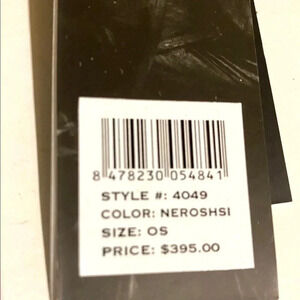 8 478230 054841
STYLE #: 4049
COLOR: NEROSHSI
SIZE: OS
PRICE: $395.00